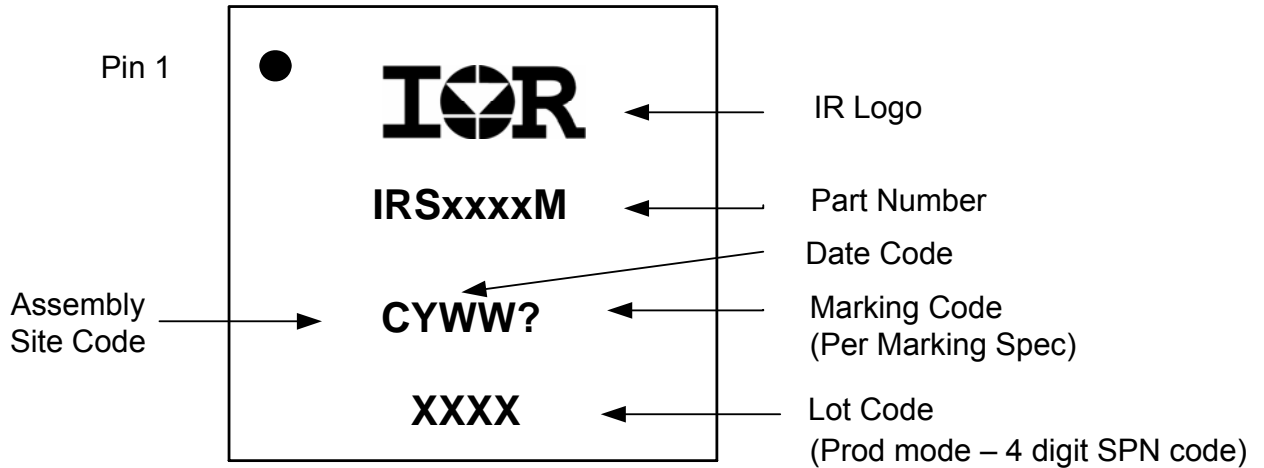 Pin 1
IOR
IR Logo
IRSxxxxM
Part Number
Date Code
Assembly
Site Code
CYWW?
Marking Code
(Per Marking Spec)
XXXX
Lot Code
(Prod mode – 4 digit SPN code)